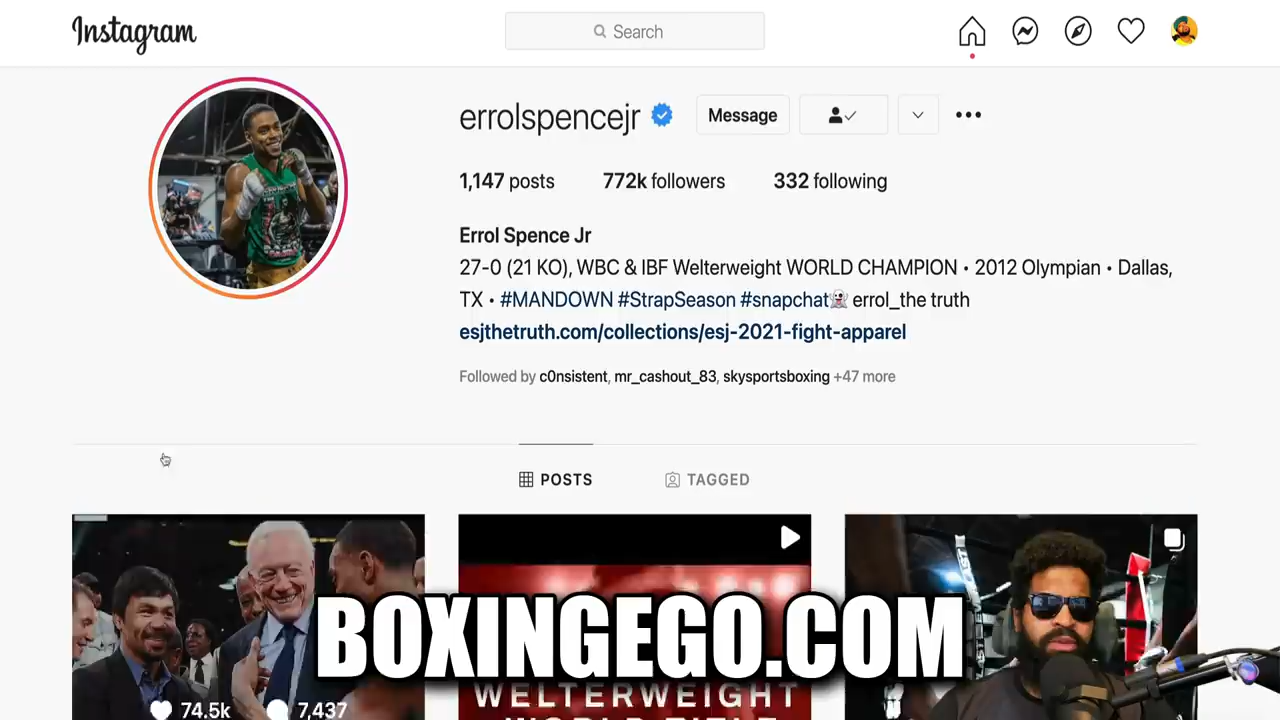 Instagram
Search
errolspencejr
Message
1,147 posts 772k followers 332 following
Errol Spence Jr
27-0 (21 KO), WBC & IBF Welterweight WORLD CHAMPION • 2012 Olympian • Dallas,
TX • #MANDOWN #StrapSeason #snapchat👻 errol_the truth
esjthetruth.com/collections/esj-2021-fight-apparel
Followed by c0nsistent, mr_cashout_83, skysportsboxing +47 more
POSTS TAGGED
BOXINGEGO.COM
WELTERWEIGHT
WORLD TITLE
74.5k 7,437